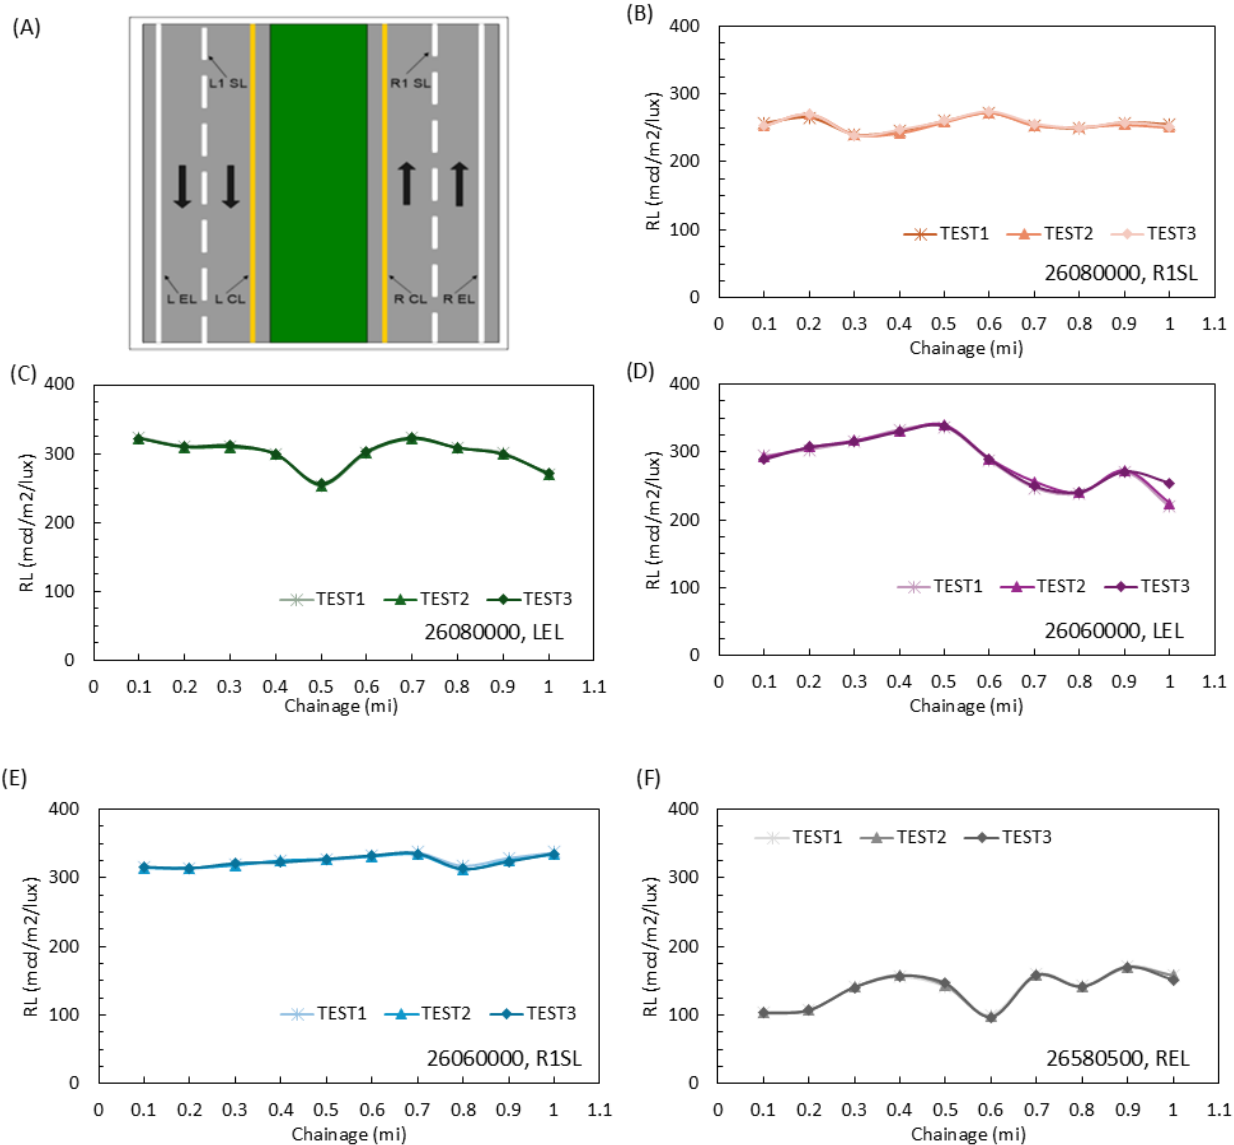 (A)
L1 SL
R1 SL
L EL
L CL
R CL
R EL
(B)
400
300
200
100
0
RL (mcd/m2/lux)
TEST1
TEST2
TEST3
26080000, R1SL
0 0.1 0.2 0.3 0.4 0.5 0.6 0.7 0.8 0.9 1 1.1
Chainage (mi)
(C)
400
300
200
100
0
RL (mcd/m2/lux)
TEST1
TEST2
TEST3
26080000, LEL
0 0.1 0.2 0.3 0.4 0.5 0.6 0.7 0.8 0.9 1 1.1
Chainage (mi)
(D)
400
300
200
100
0
RL (mcd/m2/lux)
TEST1
TEST2
TEST3
26060000, LEL
0 0.1 0.2 0.3 0.4 0.5 0.6 0.7 0.8 0.9 1 1.1
Chainage (mi)
(E)
400
300
200
100
0
RL (mcd/m2/lux)
TEST1
TEST2
TEST3
26060000, R1SL
0 0.1 0.2 0.3 0.4 0.5 0.6 0.7 0.8 0.9 1 1.1
Chainage (mi)
(F)
400
300
200
100
0
RL (mcd/m2/lux)
TEST1
TEST2
TEST3
26580500, REL
0 0.1 0.2 0.3 0.4 0.5 0.6 0.7 0.8 0.9 1 1.1
Chainage (mi)